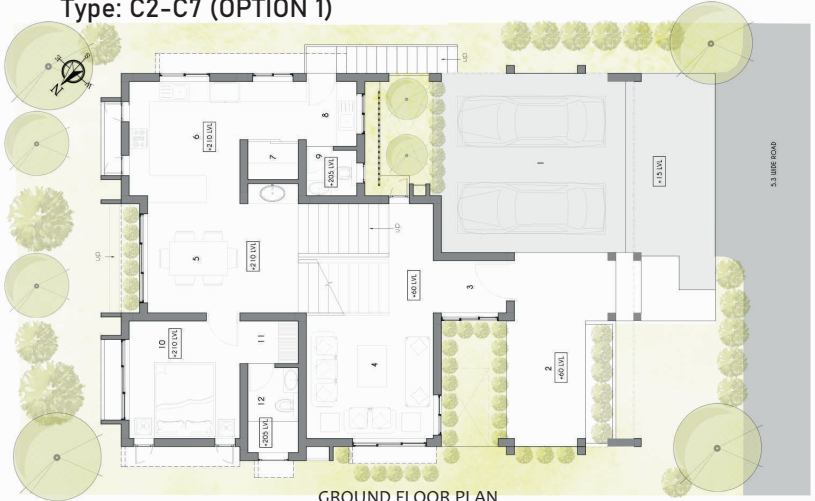 Type: C2-C7 (OPTION 1)
N
up
6
+210 LVL
8
7
9
+205 LVL
1
+15 LVL
5.3 WIDE ROAD
up
5
+210 LVL
up
+60 LVL
3
10
+210 LVL
11
4
2
+60 LVL
12
+205 LVL
GROUND FLOOR PLAN